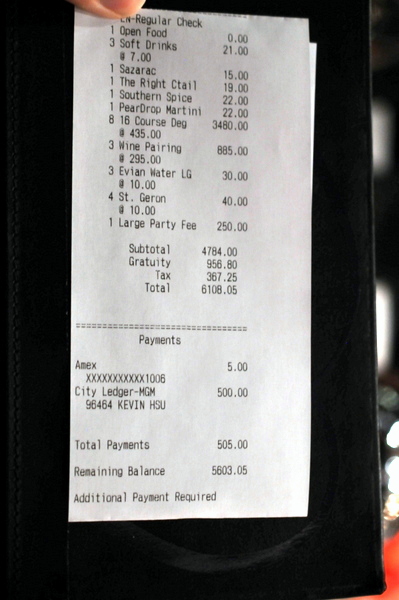 LN-Regular Check
1 Open Food 0.00
3 Soft Drinks 21.00
@ 7.00
1 Sazarac 15.00
1 The Right Ctail 19.00
1 Southern Spice 22.00
1 PearDrop Martini 22.00
8 16 Course Deg 3480.00
@ 435.00
3 Wine Pairing 885.00
@ 295.00
3 Evian Water LG 30.00
@ 10.00
4 St. Geron 40.00
@ 10.00
1 Large Party Fee 250.00
Subtotal 4784.00
Gratuity 956.80
Tax 367.25
Total 6108.05
==============================
Payments
Amex 5.00
XXXXXXXXXXX1006
City Ledger-MGM 500.00
96464 KEVIN HSU
Total Payments 505.00
Remaining Balance 5603.05
Additional Payment Required